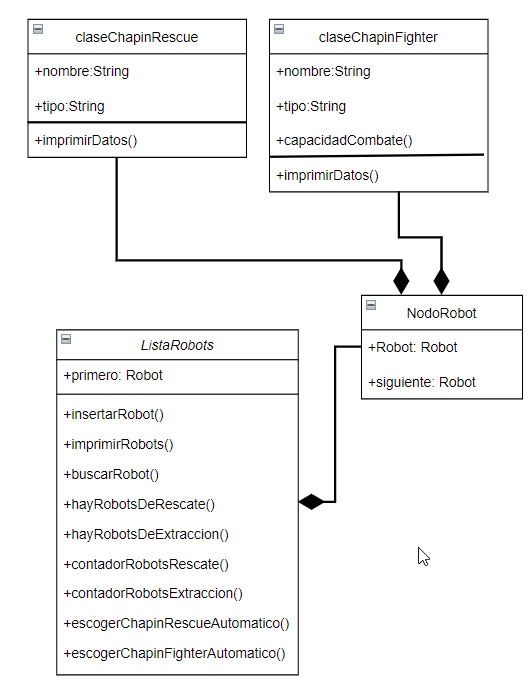 claseChapinRescue
+nombre:String
+tipo:String
+imprimirDatos()
claseChapinFighter
+nombre:String
+tipo:String
+capacidadCombate()
+imprimirDatos()
NodoRobot
+Robot: Robot
+siguiente: Robot
ListaRobots
+primero: Robot
+insertarRobot()
+imprimirRobots()
+buscarRobot()
+hayRobotsDeRescate()
+hayRobotsDeExtraccion()
+contadorRobotsRescate()
+contadorRobotsExtraccion()
+escogerChapinRescueAutomatico()
+escogerChapinFighterAutomatico()